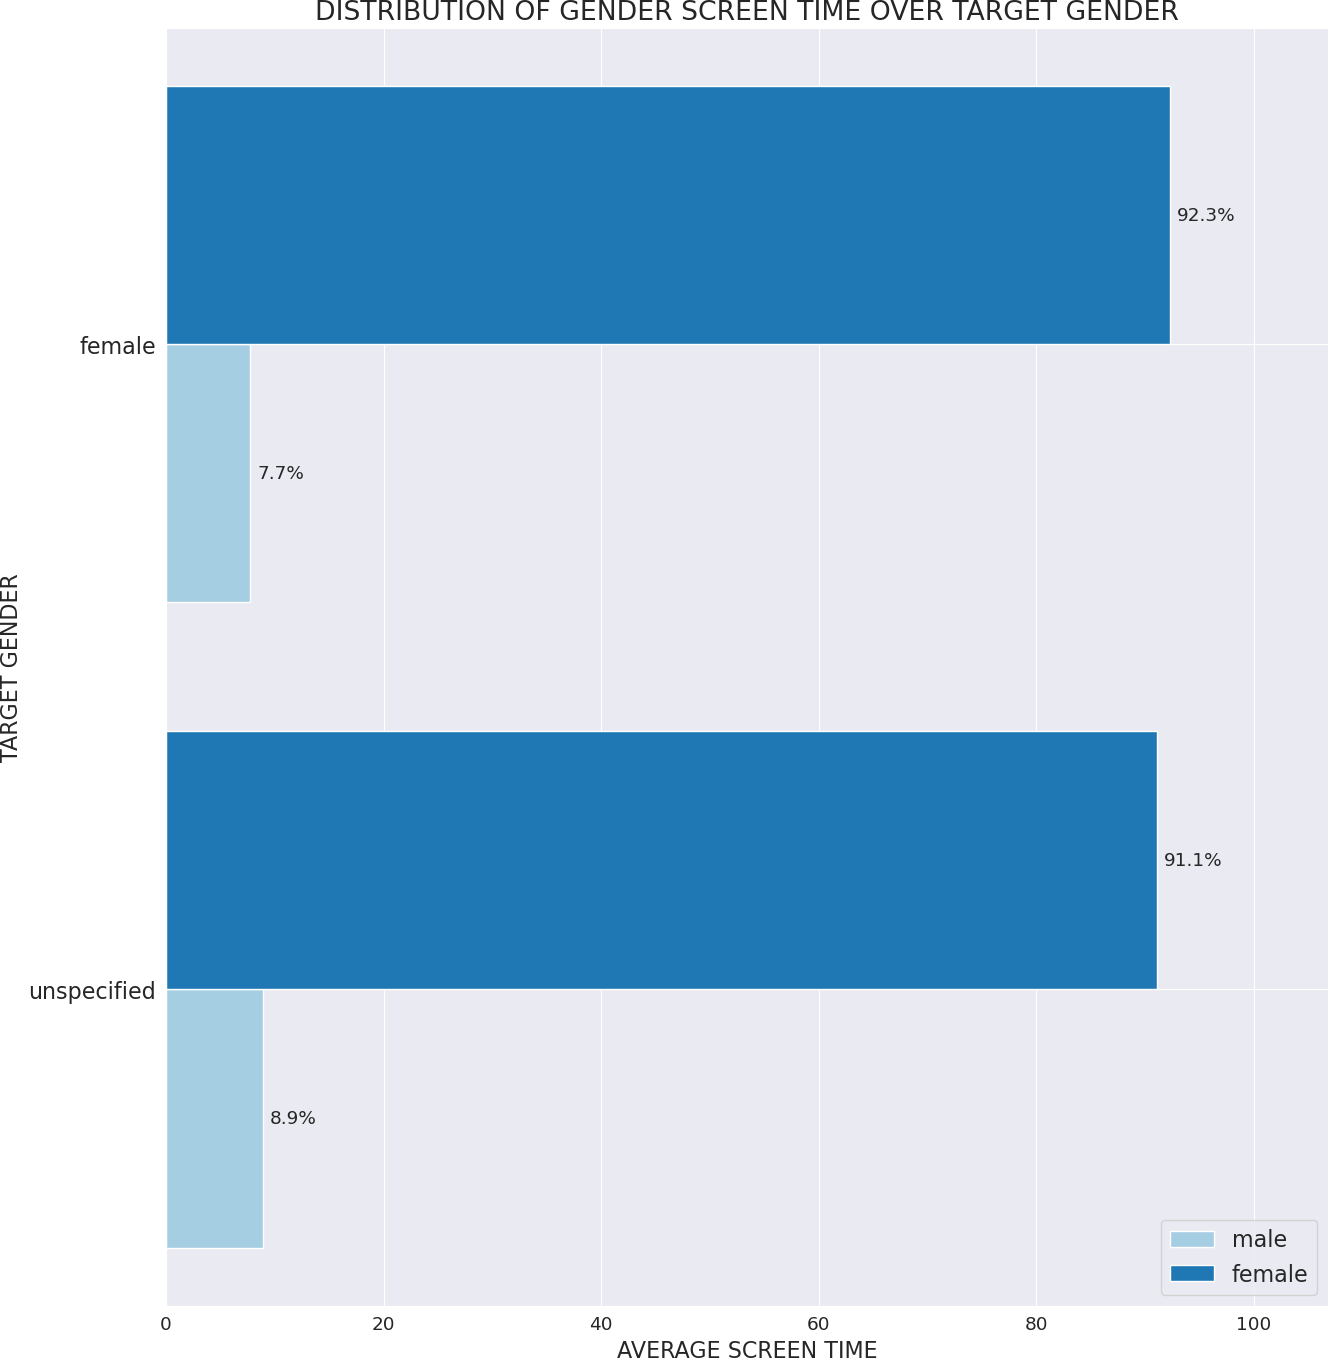 DISTRIBUTION OF GENDER SCREEN TIME OVER TARGET GENDER
92.3%
female
7.7%
TARGET GENDER
91.1%
unspecified
8.9%
male
female
0 20 40 60 80 100
AVERAGE SCREEN TIME